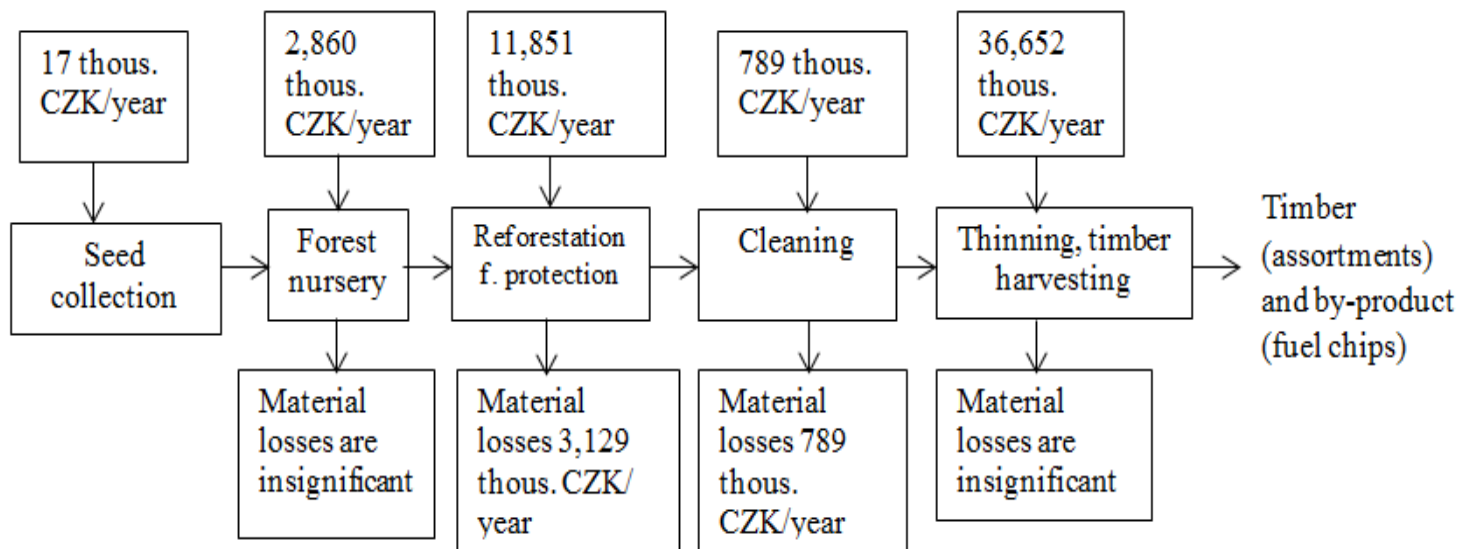 17 thous.
CZK/year
2,860
thous.
CZK/year
11,851
thous.
CZK/year
789 thous.
CZK/year
36,652
thous.
CZK/year
Seed
collection
Forest
nursery
Reforestation
f. protection
Cleaning
Thinning, timber
harvesting
Timber
(assortments)
and by-product
(fuel chips)
Material
losses are
insignificant
Material
losses 3,129
thous. CZK/
year
Material
losses 789
thous.
CZK/year
Material
losses are
insignificant